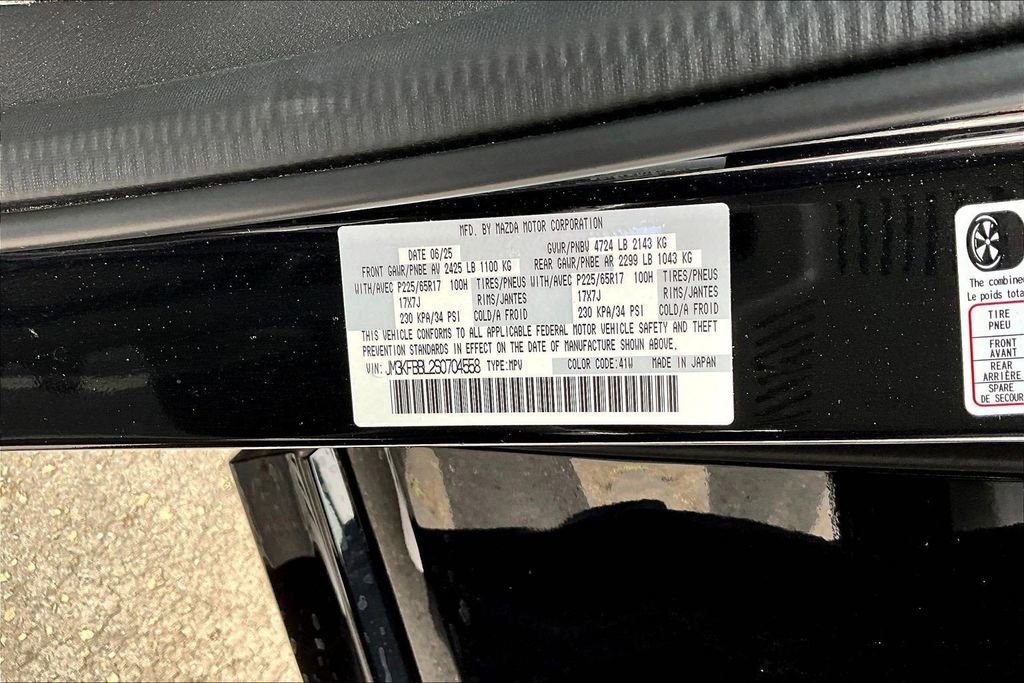 MFD. BY MAZDA MOTOR CORPORATION
DATE 06/25 GVWR/PNBV 4724 LB 2143 KG
FRONT GAWR/PNBE AV 2425 LB 1100 KG REAR GAWR/PNBE AR 2299 LB 1043 KG
WITH/AVEC P225/65R17 100H TIRES/PNEUS WITH/AVEC P225/65R17 100H TIRES/PNEUS
17X7J RIMS/JANTES 17X7J RIMS/JANTES
230 KPA/34 PSI COLD/A FROID 230 KPA/34 PSI COLD/A FROID
THIS VEHICLE CONFORMS TO ALL APPLICABLE FEDERAL MOTOR VEHICLE SAFETY AND THEFT
PREVENTION STANDARDS IN EFFECT ON THE DATE OF MANUFACTURE SHOWN ABOVE.
VIN: JM3KFBBL2S0704558 TYPE:MPV COLOR CODE:41W MADE IN JAPAN
The combine
Le poids tota
TIRE
PNEU
FRONT
AVANT
REAR
ARRIÈRE
SPARE
DE SECOUR